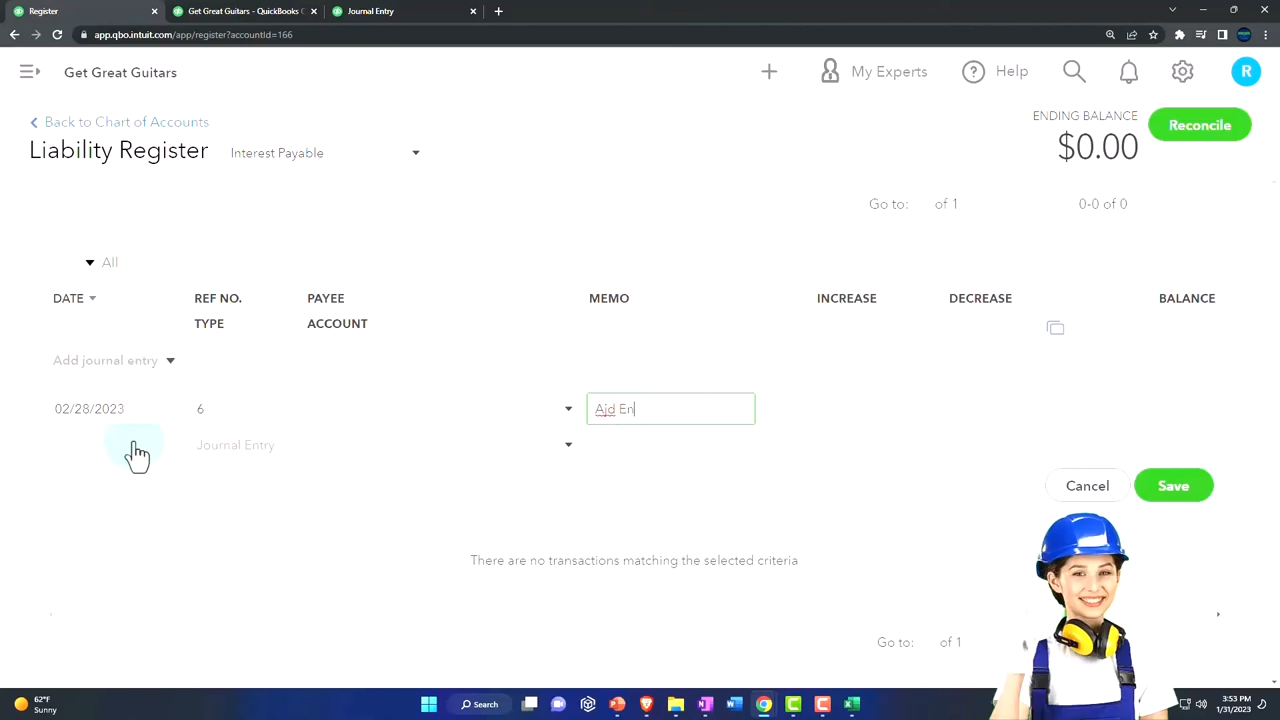 Register
Get Great Guitars - QuickBooks C
Journal Entry
app.qbo.intuit.com/app/register?accountId=166
Get Great Guitars
My Experts
Help
R
Back to Chart of Accounts
ENDING BALANCE
Reconcile
Liability Register
Interest Payable
$0.00
Go to: of 1 0-0 of 0
All
DATE REF NO. PAYEE MEMO INCREASE DECREASE BALANCE
TYPE ACCOUNT
Add journal entry
02/28/2023 6 Ajd En
Journal Entry
Cancel Save
There are no transactions matching the selected criteria
Go to: of 1
62°F
Sunny
Search
3:53 PM
1/31/2023